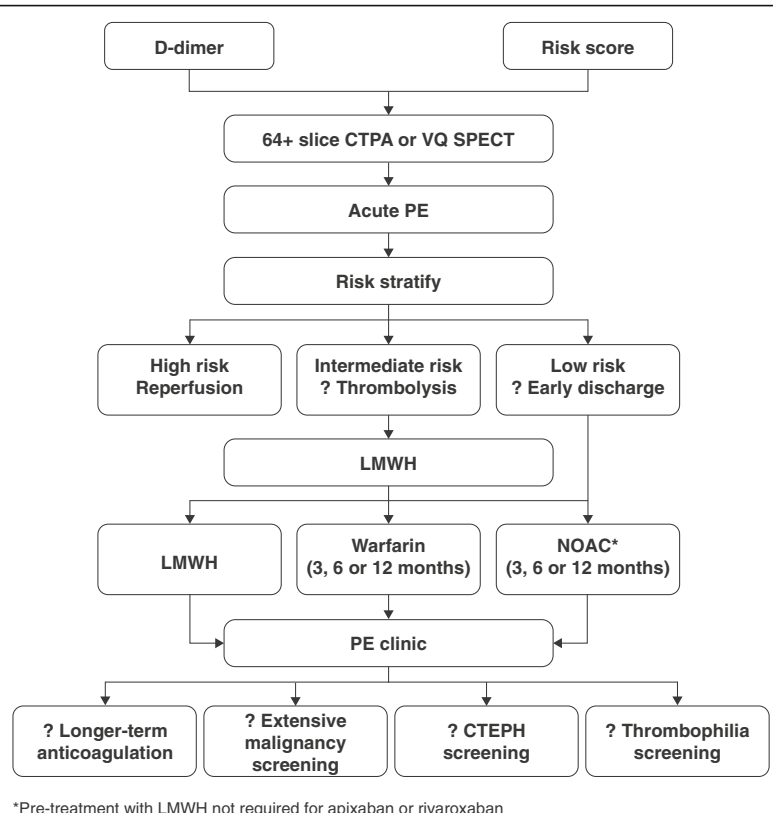 D-dimer
Risk score
64+ slice CTPA or VQ SPECT
Acute PE
Risk stratify
High risk
Reperfusion
Intermediate risk
? Thrombolysis
Low risk
? Early discharge
LMWH
LMWH
Warfarin
(3, 6 or 12 months)
NOAC*
(3, 6 or 12 months)
PE clinic
? Longer-term
anticoagulation
? Extensive
malignancy
screening
? CTEPH
screening
? Thrombophilia
screening
*Pre-treatment with LMWH not required for apixaban or rivaroxaban